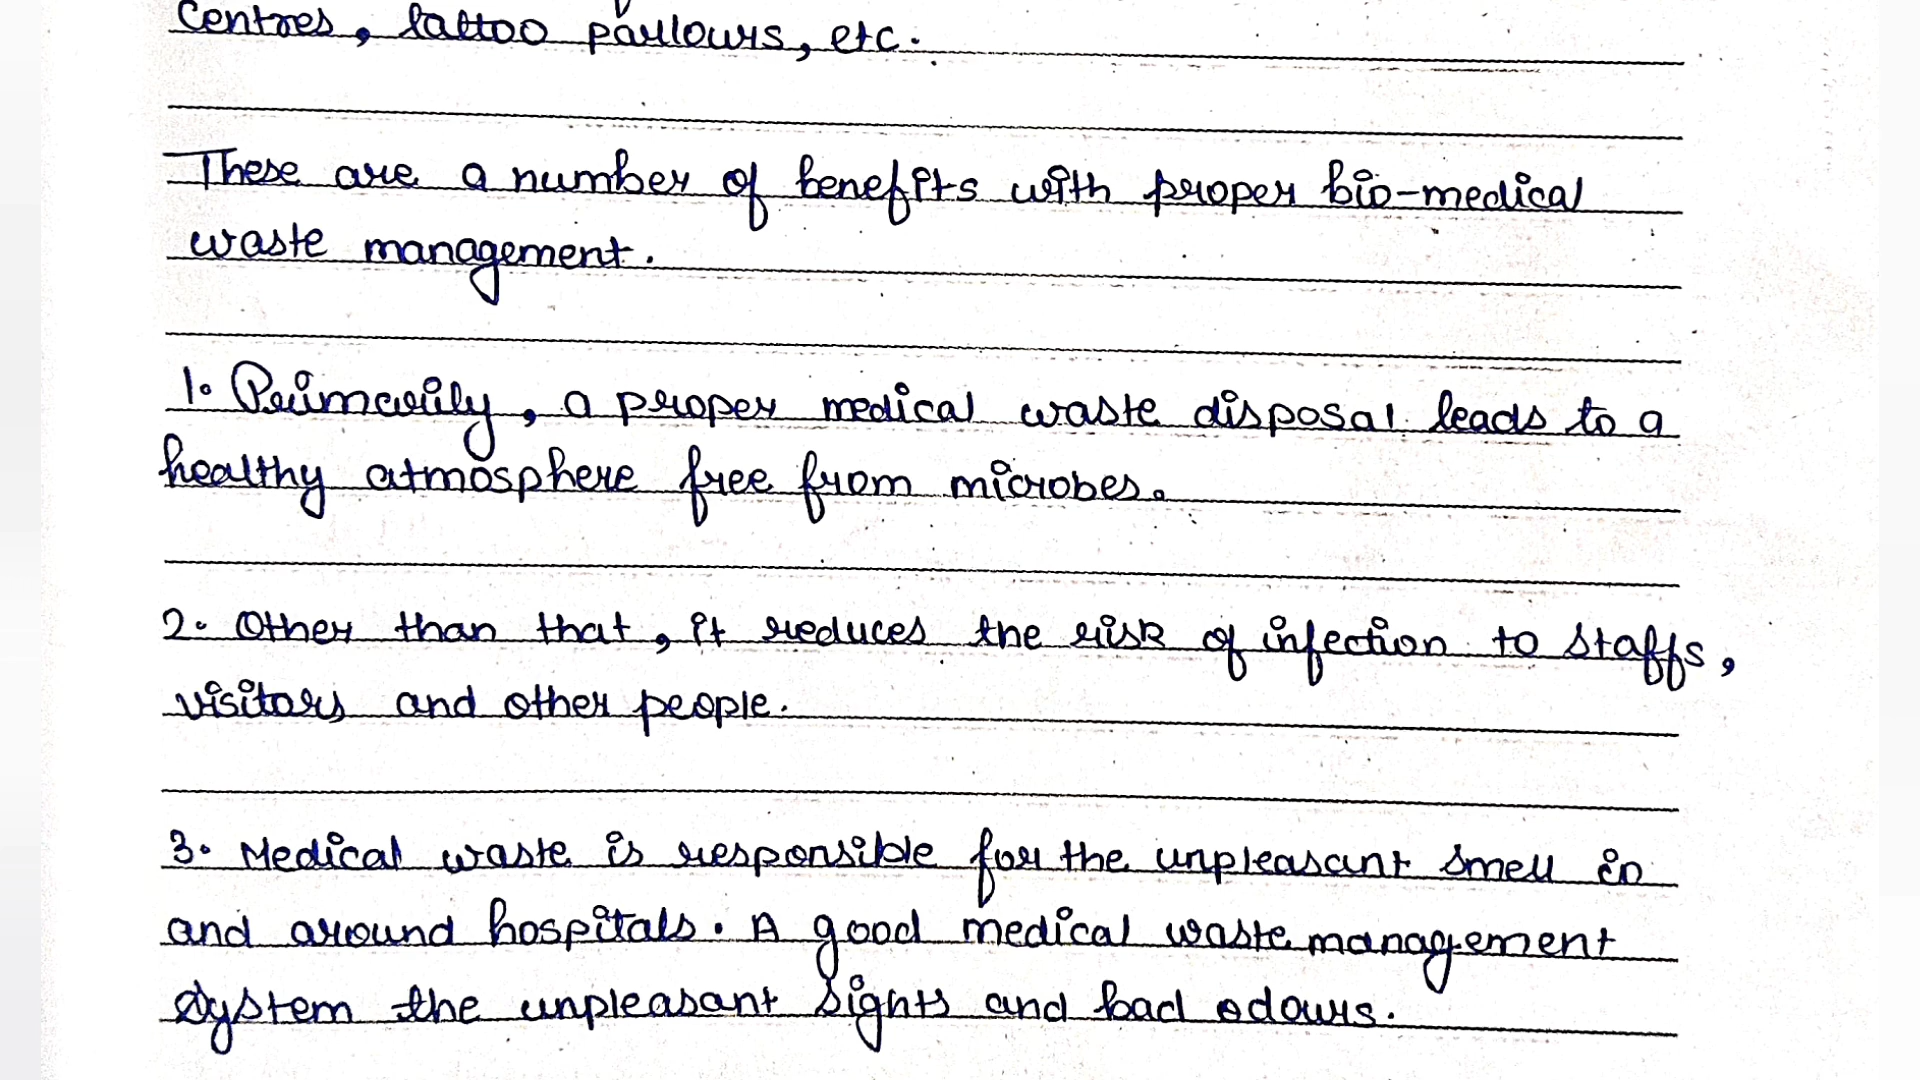 Centres, tattoo parlours, etc.
These are a number of benefits with proper bio-medical
waste management.
1. Primarily, a proper medical waste disposal leads to a
healthy atmosphere free from microbes.
2. Other than that, it reduces the risk of infection to staffs,
visitors and other people.
3. Medical waste is responsible for the unpleasant smell in
and around hospitals. A good medical waste management
system the unpleasant sights and bad odours.